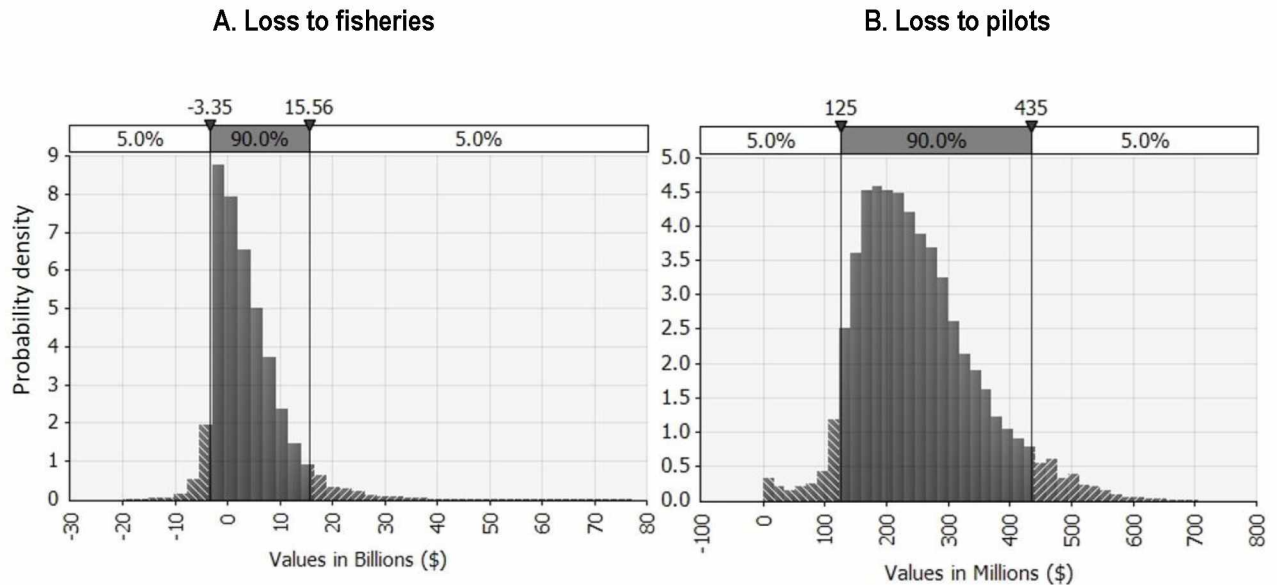 A. Loss to fisheries
-3.35 15.56
5.0% 90.0% 5.0%
9
8
7
6
5
4
3
2
1
0
Probability density
-30 -20 -10 0 10 20 30 40 50 60 70 80
Values in Billions ($)
B. Loss to pilots
125 435
5.0% 90.0% 5.0%
5.0
4.5
4.0
3.5
3.0
2.5
2.0
1.5
1.0
0.5
0.0
-100 0 100 200 300 400 500 600 700 800
Values in Millions ($)